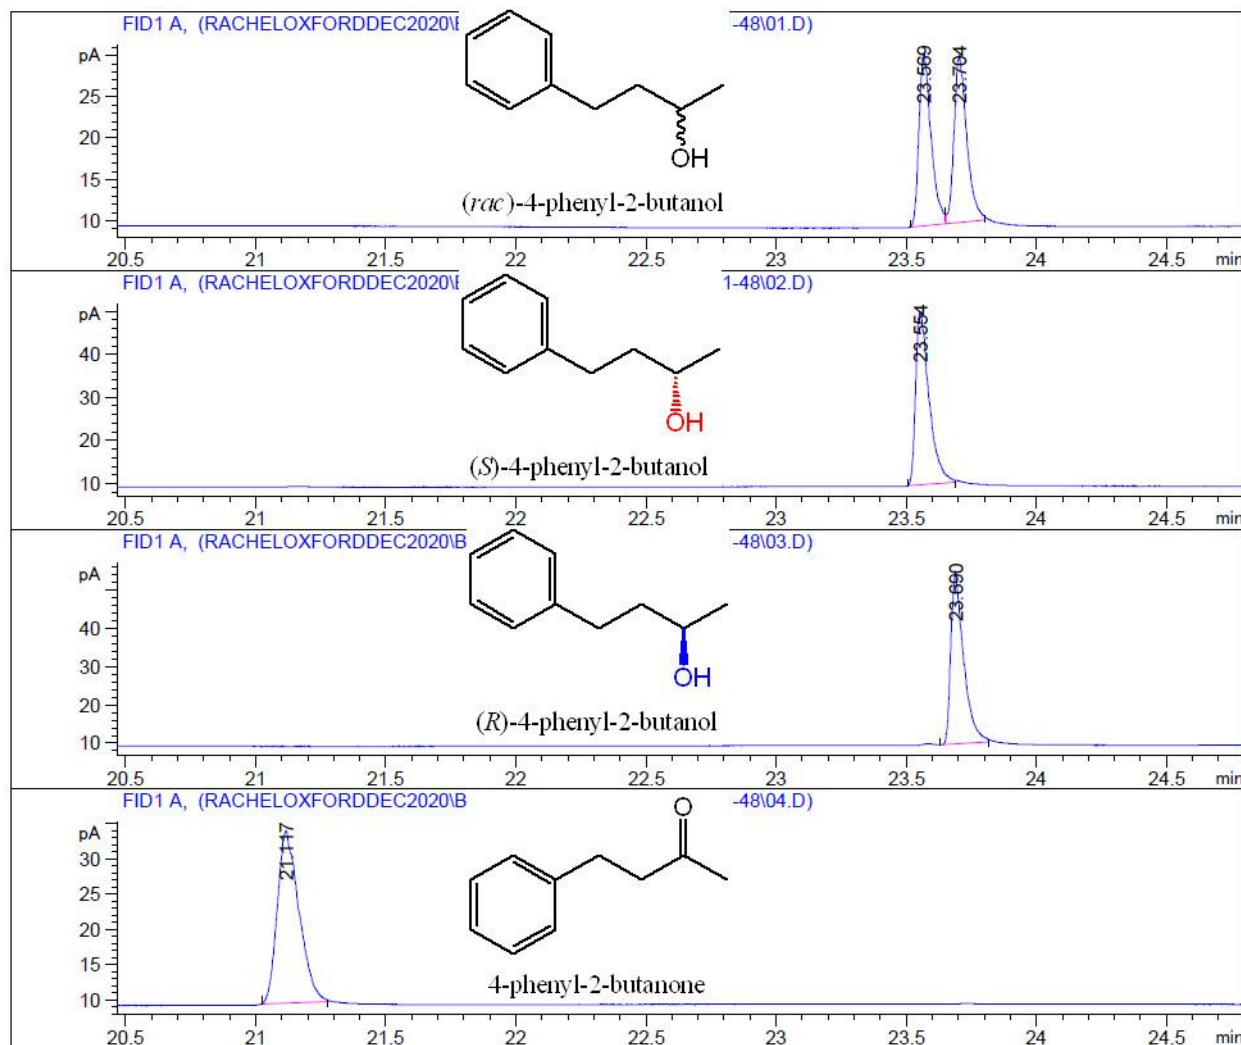 FID1 A, (RACHELOXFORDDEC2020\E -48\01.D)
pA
25
20
15
10
23.569
23.704
OH
(rac)-4-phenyl-2-butanol
20.5 21 21.5 22 22.5 23 23.5 24 24.5 min
FID1 A, (RACHELOXFORDDEC2020\E 1-48\02.D)
pA
40
30
20
10
23.554
OH
(S)-4-phenyl-2-butanol
20.5 21 21.5 22 22.5 23 23.5 24 24.5 min
FID1 A, (RACHELOXFORDDEC2020\B -48\03.D)
pA
40
30
20
10
23.690
OH
(R)-4-phenyl-2-butanol
20.5 21 21.5 22 22.5 23 23.5 24 24.5 min
FID1 A, (RACHELOXFORDDEC2020\B -48\04.D)
pA
30
25
20
15
10
21.117
O
4-phenyl-2-butanone
20.5 21 21.5 22 22.5 23 23.5 24 24.5 min